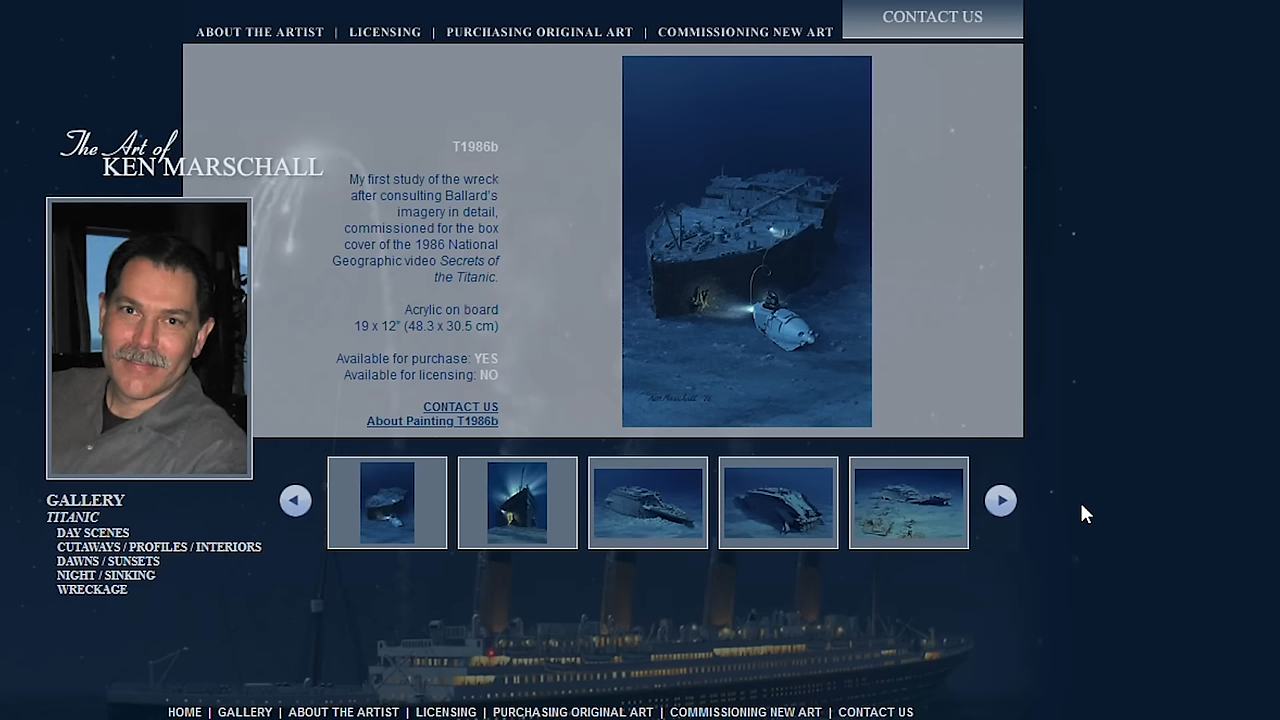 CONTACT US
ABOUT THE ARTIST | LICENSING | PURCHASING ORIGINAL ART | COMMISSIONING NEW ART
The Art of
KEN MARSCHALL
T1986b
My first study of the wreck
after consulting Ballard's
imagery in detail,
commissioned for the box
cover of the 1986 National
Geographic video Secrets of
the Titanic.
Acrylic on board
19 x 12" (48.3 x 30.5 cm)
Available for purchase: YES
Available for licensing: NO
CONTACT US
About Painting T1986b
Ken Marschall
GALLERY
TITANIC
DAY SCENES
CUTAWAYS / PROFILES / INTERIORS
DAWNS / SUNSETS
NIGHT / SINKING
WRECKAGE
HOME | GALLERY | ABOUT THE ARTIST | LICENSING | PURCHASING ORIGINAL ART | COMMISSIONING NEW ART | CONTACT US